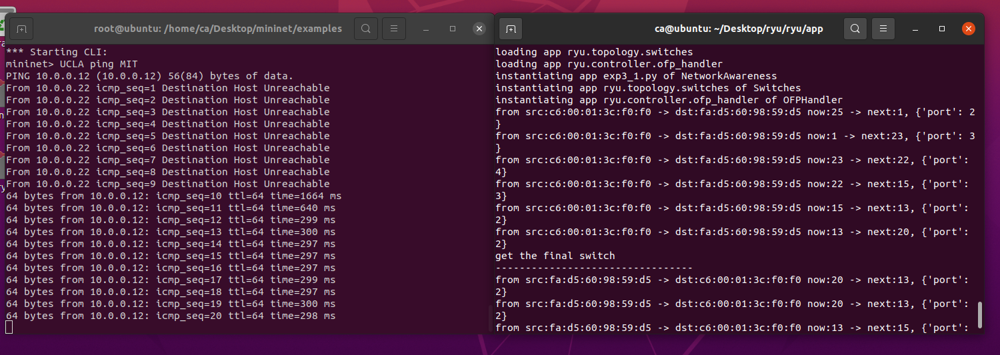 root@ubuntu: /home/ca/Desktop/mininet/examples
*** Starting CLI:
mininet> UCLA ping MIT
PING 10.0.0.12 (10.0.0.12) 56(84) bytes of data.
From 10.0.0.22 icmp_seq=1 Destination Host Unreachable
From 10.0.0.22 icmp_seq=2 Destination Host Unreachable
From 10.0.0.22 icmp_seq=3 Destination Host Unreachable
From 10.0.0.22 icmp_seq=4 Destination Host Unreachable
From 10.0.0.22 icmp_seq=5 Destination Host Unreachable
From 10.0.0.22 icmp_seq=6 Destination Host Unreachable
From 10.0.0.22 icmp_seq=7 Destination Host Unreachable
From 10.0.0.22 icmp_seq=8 Destination Host Unreachable
From 10.0.0.22 icmp_seq=9 Destination Host Unreachable
64 bytes from 10.0.0.12: icmp_seq=10 ttl=64 time=1664 ms
64 bytes from 10.0.0.12: icmp_seq=11 ttl=64 time=640 ms
64 bytes from 10.0.0.12: icmp_seq=12 ttl=64 time=299 ms
64 bytes from 10.0.0.12: icmp_seq=13 ttl=64 time=300 ms
64 bytes from 10.0.0.12: icmp_seq=14 ttl=64 time=297 ms
64 bytes from 10.0.0.12: icmp_seq=15 ttl=64 time=297 ms
64 bytes from 10.0.0.12: icmp_seq=16 ttl=64 time=297 ms
64 bytes from 10.0.0.12: icmp_seq=17 ttl=64 time=299 ms
64 bytes from 10.0.0.12: icmp_seq=18 ttl=64 time=297 ms
64 bytes from 10.0.0.12: icmp_seq=19 ttl=64 time=300 ms
64 bytes from 10.0.0.12: icmp_seq=20 ttl=64 time=298 ms
ca@ubuntu: ~/Desktop/ryu/ryu/app
loading app ryu.topology.switches
loading app ryu.controller.ofp_handler
instantiating app exp3_1.py of NetworkAwareness
instantiating app ryu.topology.switches of Switches
instantiating app ryu.controller.ofp_handler of OFPHandler
from src:c6:00:01:3c:f0:f0 -> dst:fa:d5:60:98:59:d5 now:25 -> next:1, {'port': 2
}
from src:c6:00:01:3c:f0:f0 -> dst:fa:d5:60:98:59:d5 now:1 -> next:23, {'port': 3
}
from src:c6:00:01:3c:f0:f0 -> dst:fa:d5:60:98:59:d5 now:23 -> next:22, {'port':
4}
from src:c6:00:01:3c:f0:f0 -> dst:fa:d5:60:98:59:d5 now:22 -> next:15, {'port':
3}
from src:c6:00:01:3c:f0:f0 -> dst:fa:d5:60:98:59:d5 now:15 -> next:13, {'port':
2}
from src:c6:00:01:3c:f0:f0 -> dst:fa:d5:60:98:59:d5 now:13 -> next:20, {'port':
2}
get the final switch
---------------------------------
from src:fa:d5:60:98:59:d5 -> dst:c6:00:01:3c:f0:f0 now:20 -> next:13, {'port':
2}
from src:fa:d5:60:98:59:d5 -> dst:c6:00:01:3c:f0:f0 now:20 -> next:13, {'port':
2}
from src:fa:d5:60:98:59:d5 -> dst:c6:00:01:3c:f0:f0 now:13 -> next:15, {'port':